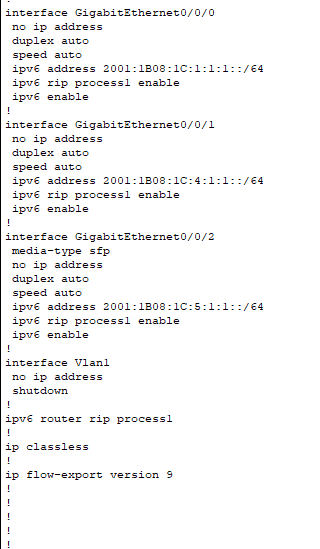 !
interface GigabitEthernet0/0/0
 no ip address
 duplex auto
 speed auto
 ipv6 address 2001:1B08:1C:1:1:1::/64
 ipv6 rip process1 enable
 ipv6 enable
!
interface GigabitEthernet0/0/1
 no ip address
 duplex auto
 speed auto
 ipv6 address 2001:1B08:1C:4:1:1::/64
 ipv6 rip process1 enable
 ipv6 enable
!
interface GigabitEthernet0/0/2
 media-type sfp
 no ip address
 duplex auto
 speed auto
 ipv6 address 2001:1B08:1C:5:1:1::/64
 ipv6 rip process1 enable
 ipv6 enable
!
interface Vlan1
 no ip address
 shutdown
!
ipv6 router rip process1
!
ip classless
!
ip flow-export version 9
!
!
!
!
!